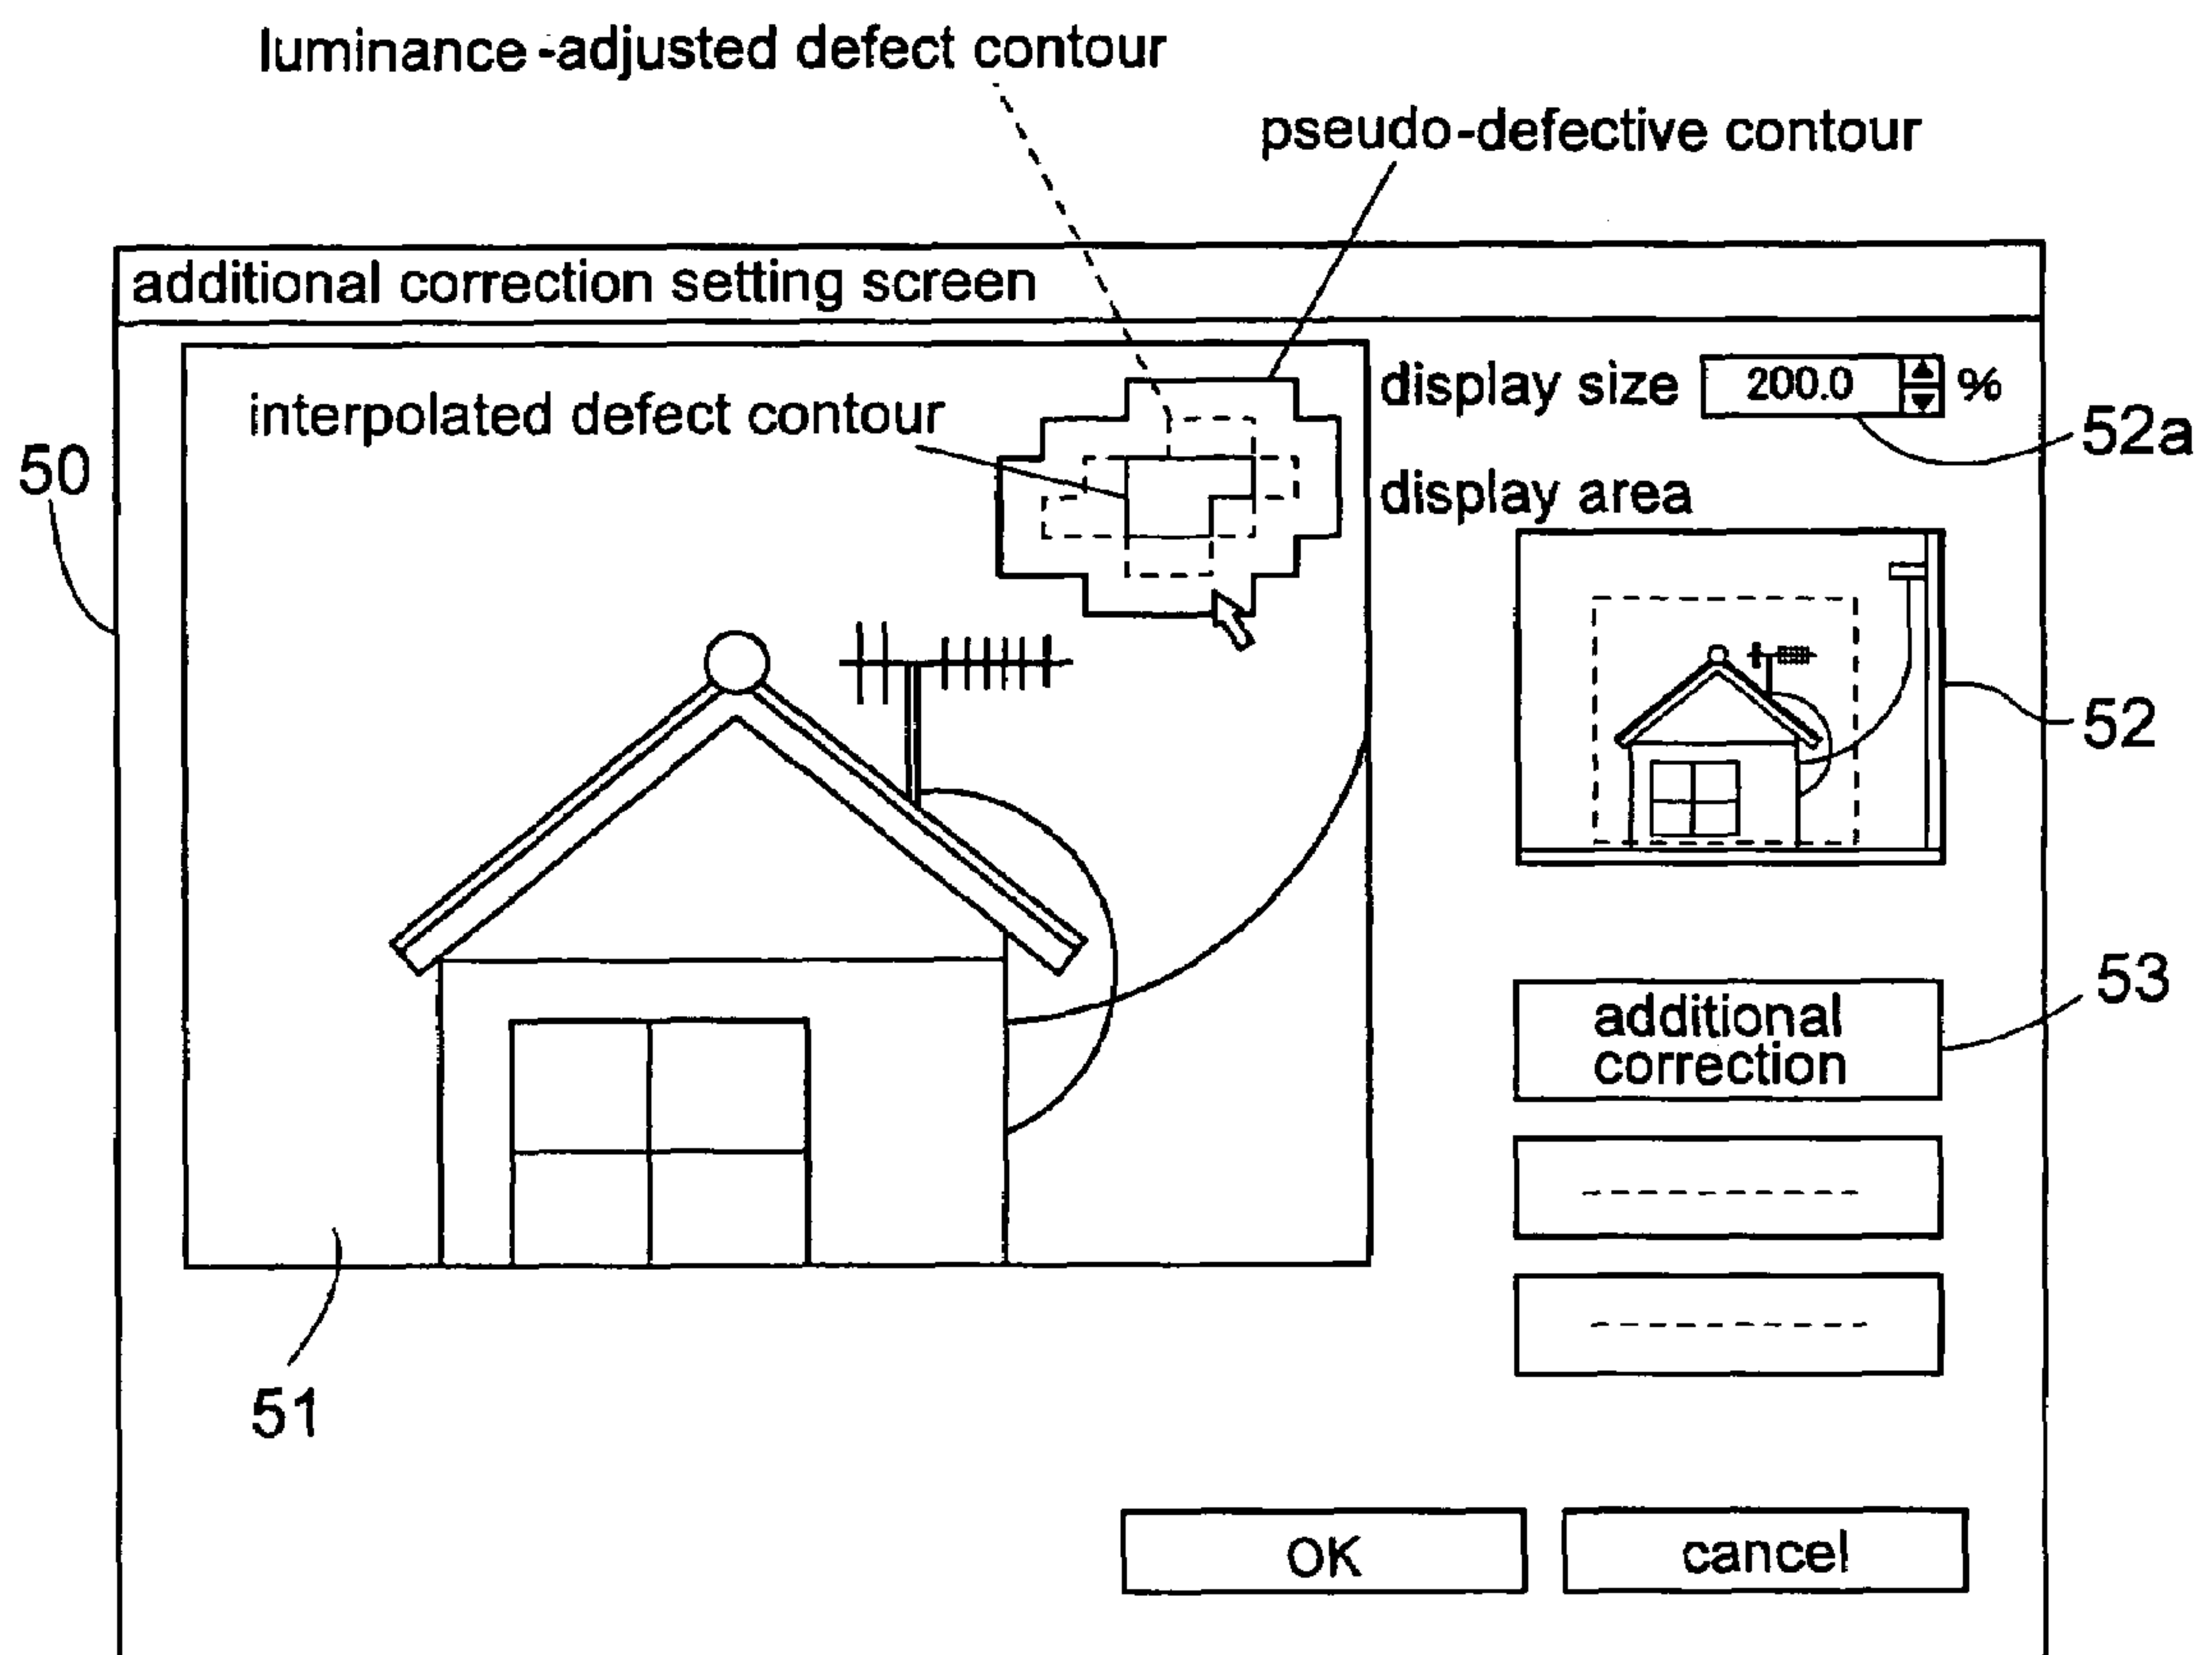 luminance-adjusted defect contour
pseudo-defective contour
additional correction setting screen
interpolated defect contour
display size 200.0 %
52a
50
display area
52
additional
correction
53
51
OK
cancel